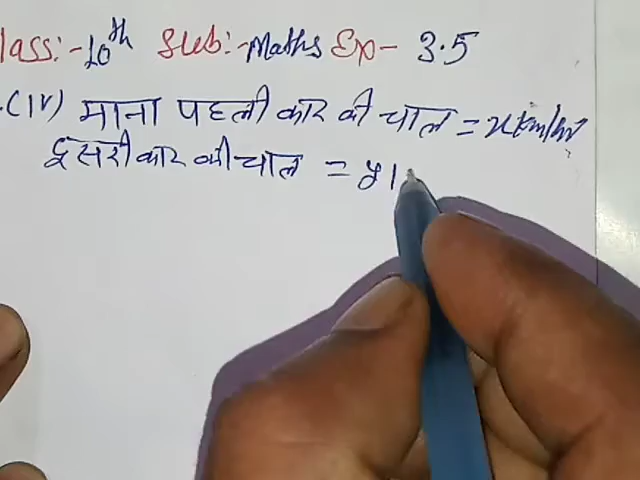 lass:-10th Sub:-Maths Ex- 3.5
.(iv) माना पहली कार की चाल = x km/hr
दुसरी कार की चाल = y